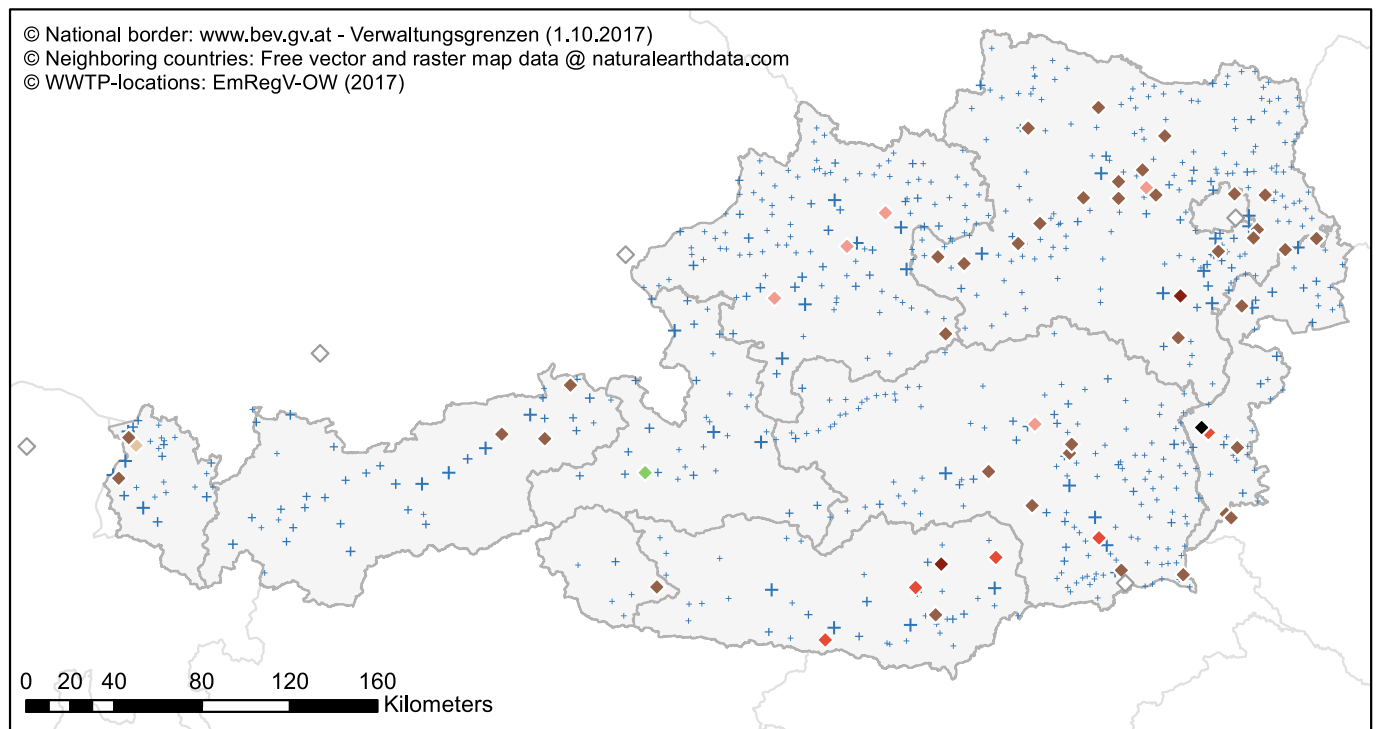 © National border: www.bev.gv.at - Verwaltungsgrenzen (1.10.2017)
© Neighboring countries: Free vector and raster map data @ naturalearthdata.com
© WWTP-locations: EmRegV-OW (2017)
0 20 40 80 120 160
Kilometers